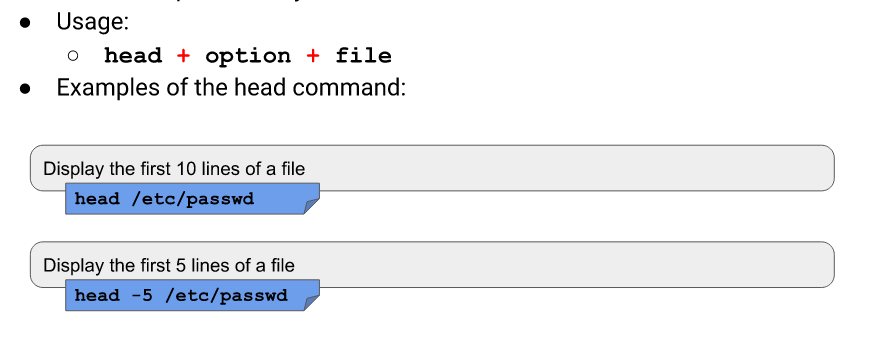 ● Usage:
○ head + option + file
● Examples of the head command:
Display the first 10 lines of a file
head /etc/passwd
Display the first 5 lines of a file
head -5 /etc/passwd